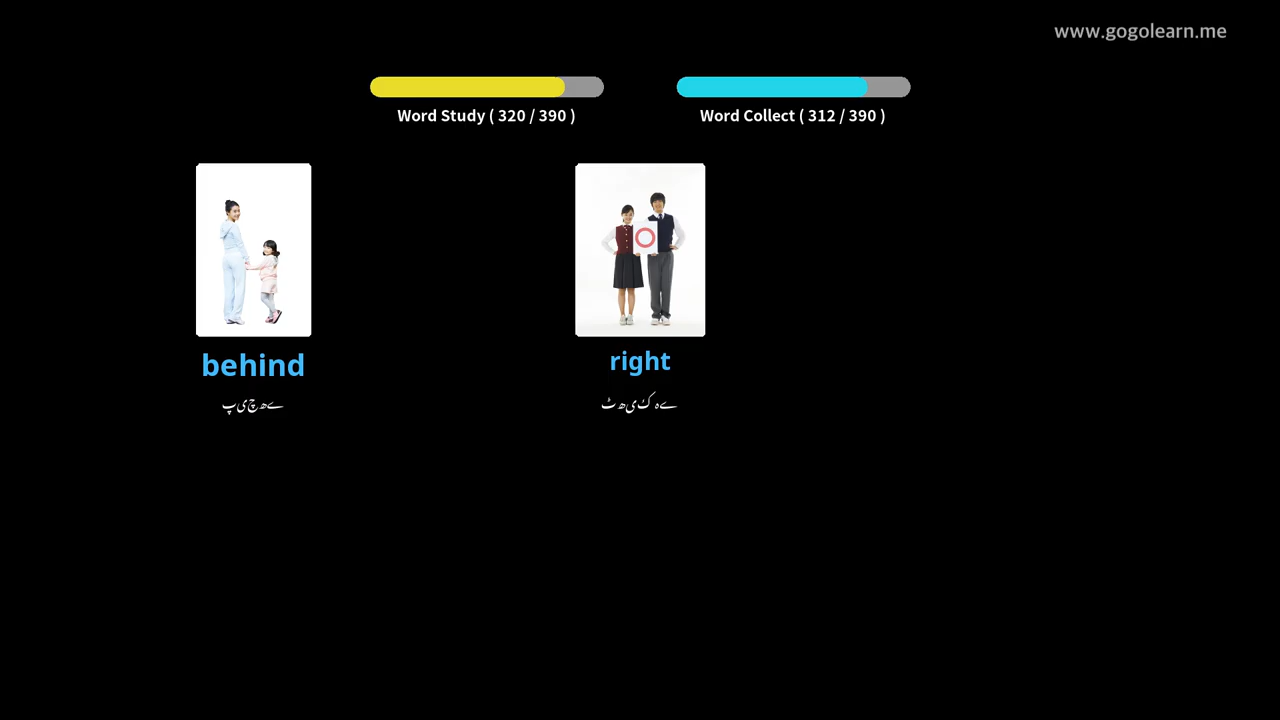 www.gogolearn.me
Word Study ( 320 / 390 )
Word Collect ( 312 / 390 )
behind
پیچھے
right
ٹھیک ہے